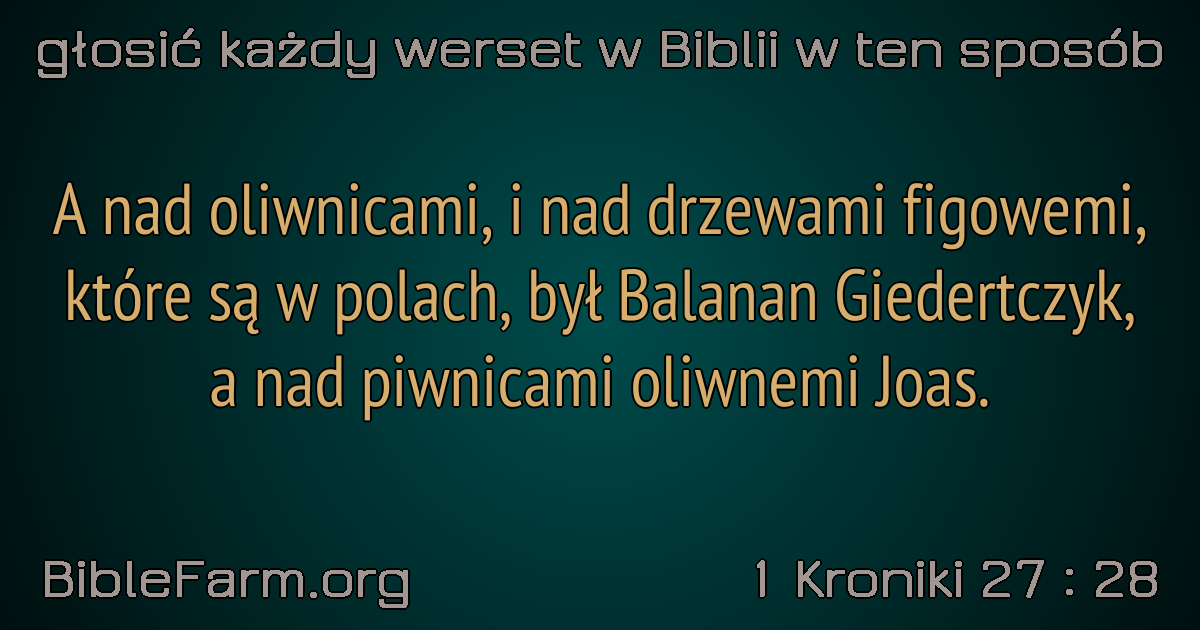 głosić każdy werset w Biblii w ten sposób
A nad oliwnicami, i nad drzewami figowemi,
które są w polach, był Balanan Giedertczyk,
a nad piwnicami oliwnemi Joas.
BibleFarm.org
1 Kroniki 27 : 28